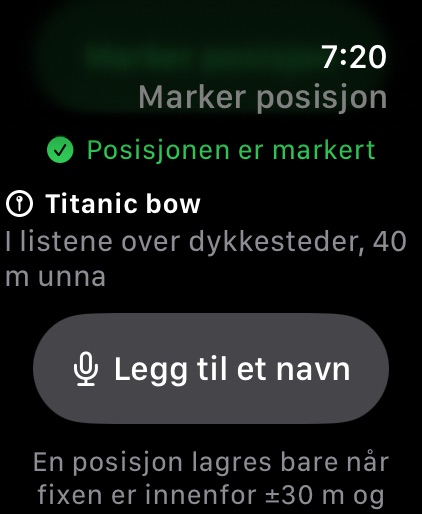 7:20
Marker posisjon
Posisjonen er markert
Titanic bow
I listene over dykkesteder, 40
m unna
Legg til et navn
En posisjon lagres bare når
fixen er innenfor ±30 m og